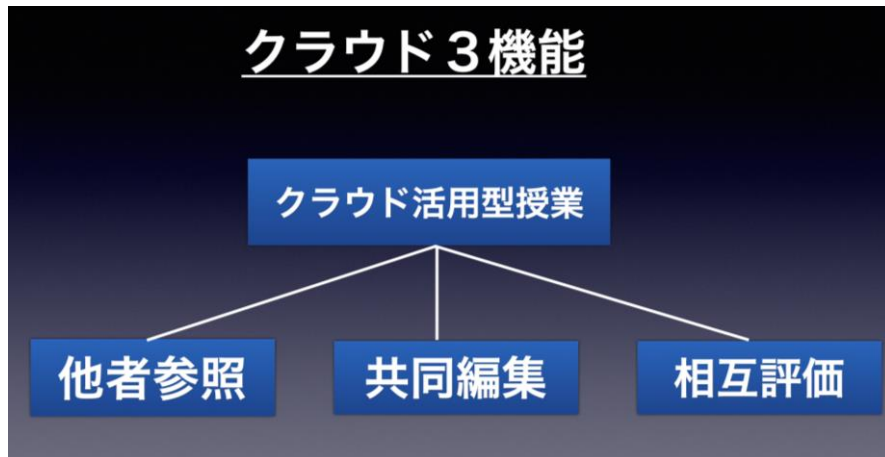 クラウド３機能
クラウド活用型授業
他者参照
共同編集
相互評価